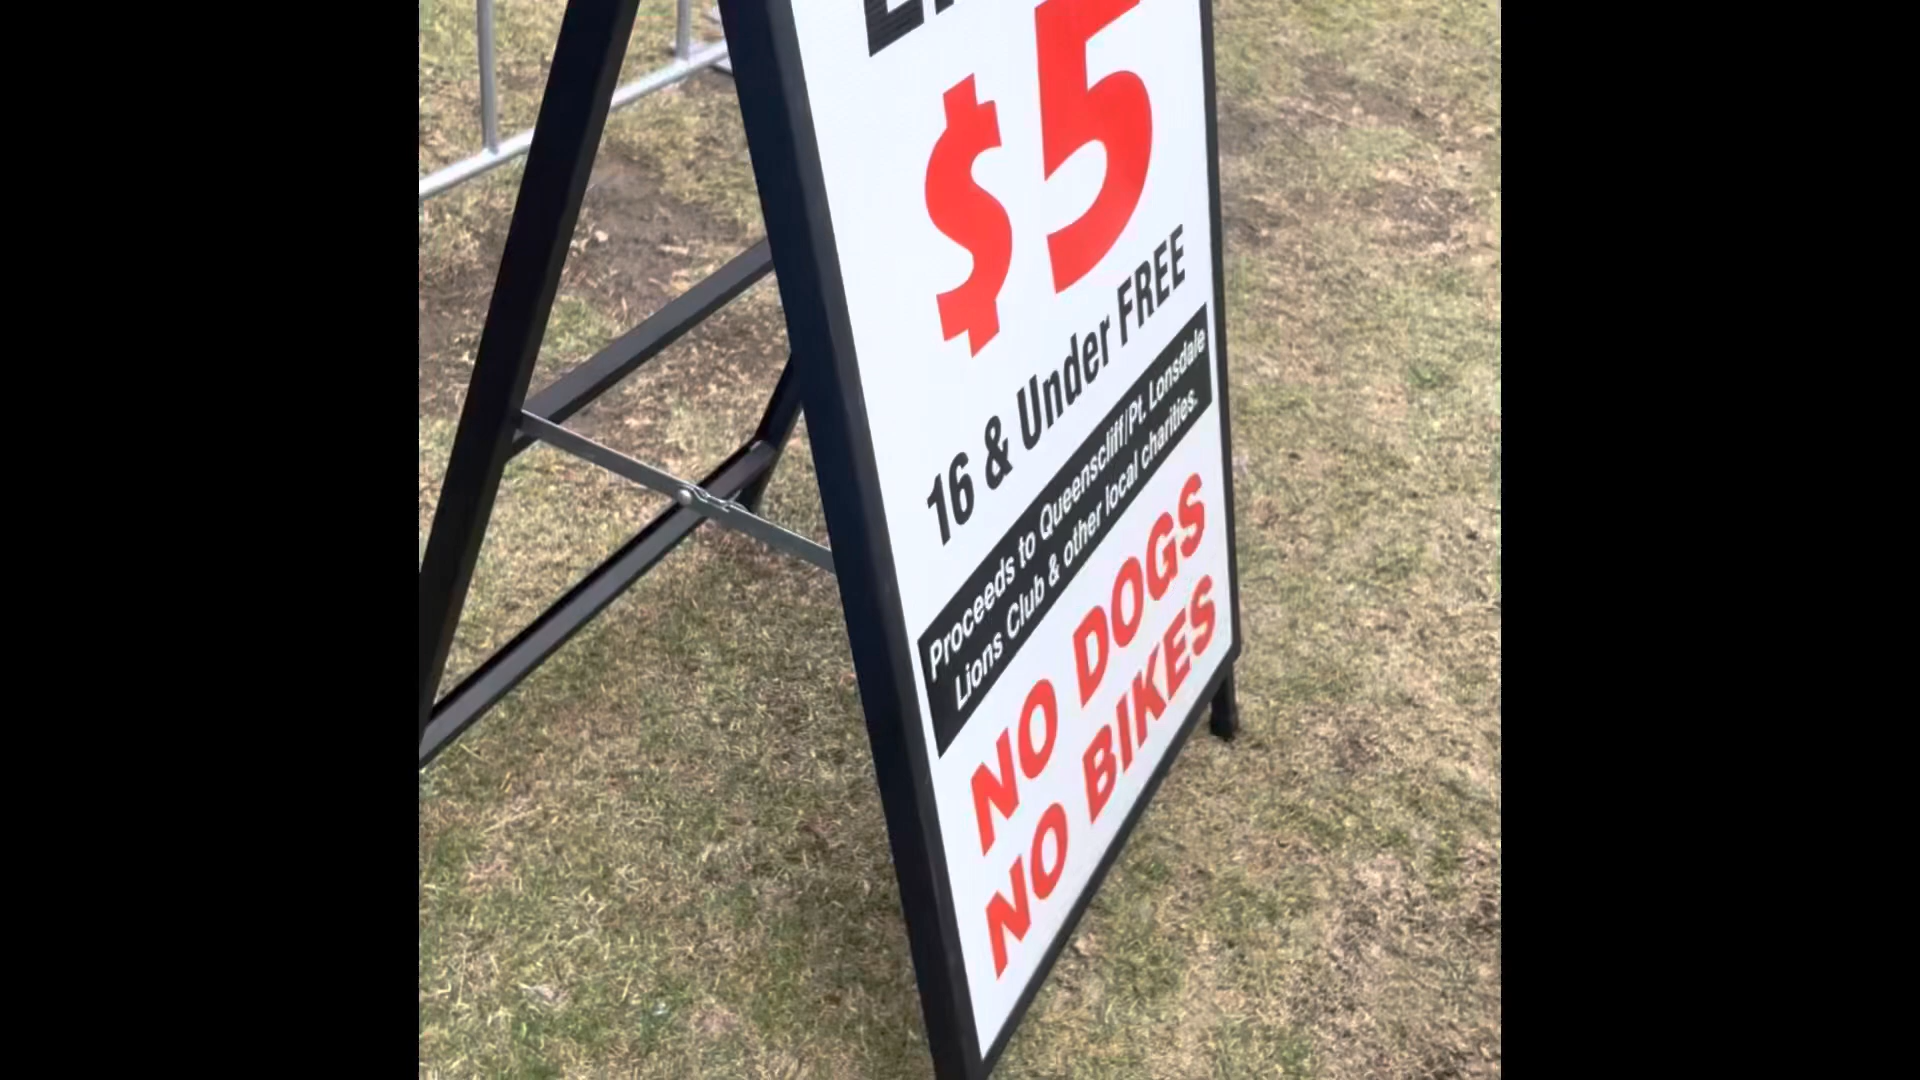 $5
16 & Under FREE
Proceeds to Queenscliff/Pt. Lonsdale
Lions Club & other local charities.
NO DOGS
NO BIKES